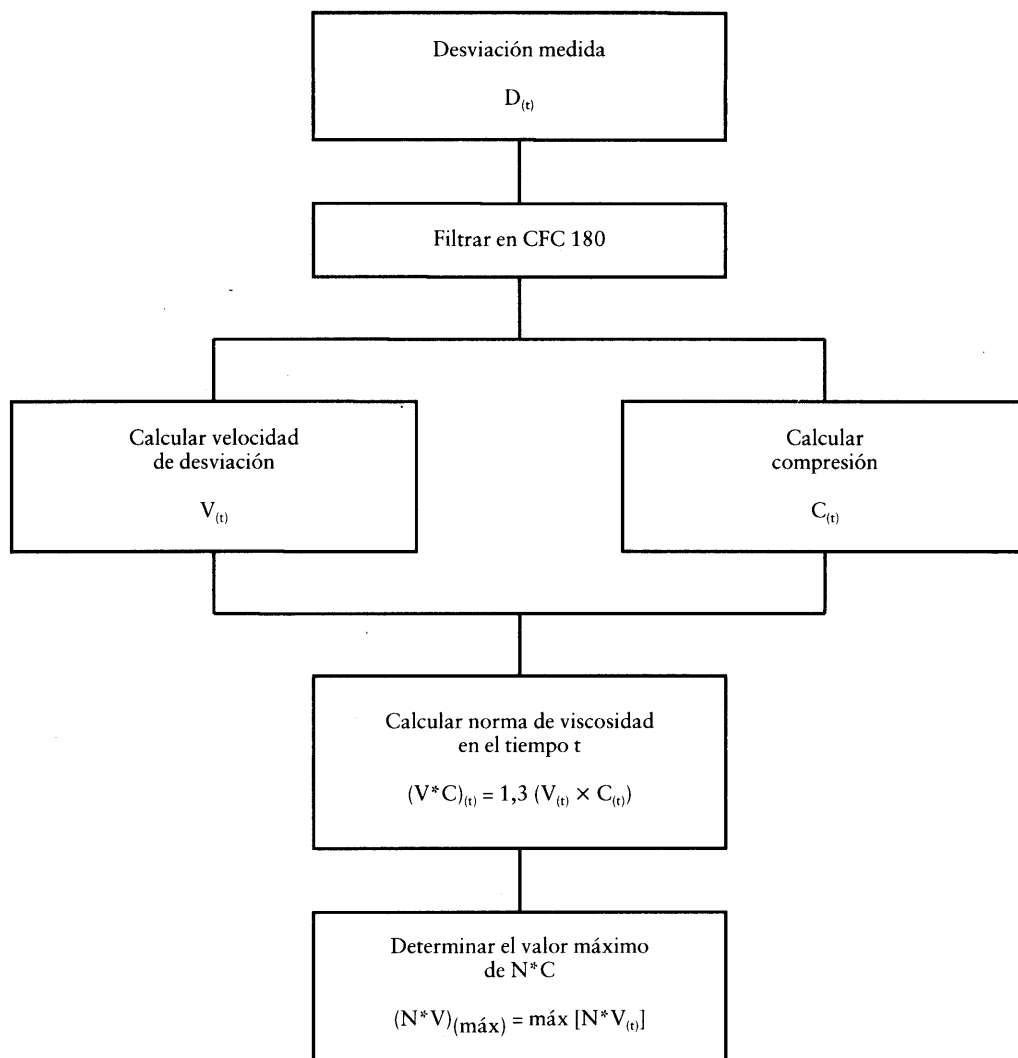 Desviación medida
D(t)
Filtrar en CFC 180
Calcular velocidad
de desviación
V(t)
Calcular
compresión
C(t)
Calcular norma de viscosidad
en el tiempo t
(V*C)(t) = 1,3 (V(t) × C(t))
Determinar el valor máximo
de N*C
(N*V)(máx) = máx [N*V(t)]